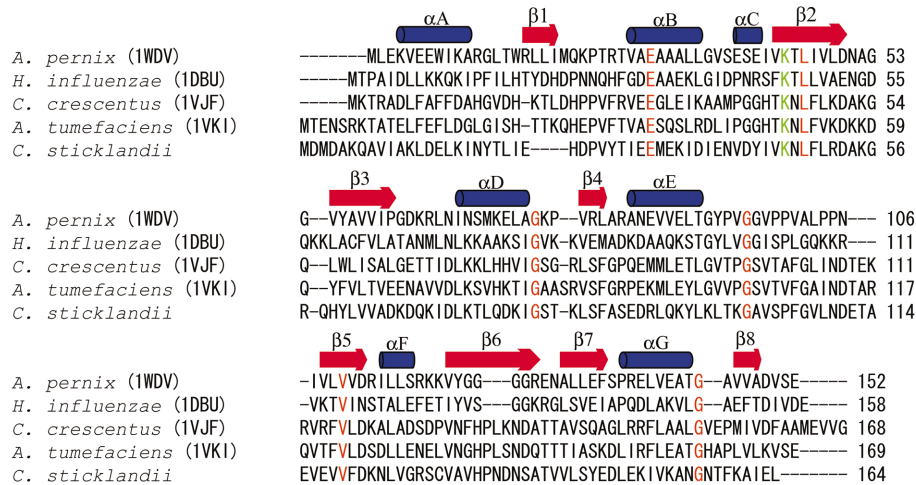 αA β1 αB αC β2
A. pernix (1WDV) -------MLEKVEEWIKARGLTWRLLIMQKPTRTVAEAAALLGVSESEIVKTLIVLDNAG 53
H. influenzae (1DBU) -----MTPAIDLLKKQKIPFILHTYDHDPNNQHFGDEAAEKLGIDPNRSFKTLLVAENGD 55
C. crescentus (1VJF) -----MKTRADLFAFFDAHGVDH-KTLDHPPVFRVEEGLEIKAAMPGGHTKNLFLKDAKG 54
A. tumefaciens (1VKI) MTENSRKTATELFEFLDGLGISH-TTKQHEPVFTVAESQSLRDLIPGGHTKNLFVKDKKD 59
C. sticklandii MDMDAKQAVIAKLDELKINYTLIE----HDPVYTIEEMEKIDIENVDYIVKNLFLRDAKG 56
β3 αD β4 αE
A. pernix (1WDV) G--VYAVVIPGDKRLNINSMKELAGKP--VRLARANEVVELTGYPVGGVPPVALPPN--- 106
H. influenzae (1DBU) QKKLACFVLATANMLNLKKAAKSIGVKK-VEMADKDAAQKSTGYLVGGISPLGQKKR--- 111
C. crescentus (1VJF) Q--LWLISALGETTIDLKKLHHVIGSG-RLSFGPQEMMLETLGVTPGSVTAFGLINDTEK 111
A. tumefaciens (1VKI) Q--YFVLTVEENAVVDLKSVHKTIGAASRVSFGRPEKMLEYLGVVPGSVTVFGAINDTAR 117
C. sticklandii R-QHYLVVADKDQKIDLKTLQDKIGST-KLSFASEDRLQKYLKLTKGAVSPFGVLNDETA 114
β5 αF β6 β7 αG β8
A. pernix (1WDV) -IVLVVDRILLSRKKVYGG---GGRENALLEFSPRELVEATG--AVVADVSE---- 152
H. influenzae (1DBU) -VKTVINSTALEFETIYVS---GGKRGLSVEIAPQDLAKVLG--AEFTDIVDE---- 158
C. crescentus (1VJF) RVRFVLDKALADSDPVNFHPLKNDATTAVSQAGLRRFLAALGVEPMIVDFAAMEVVG 168
A. tumefaciens (1VKI) QVTFVLDSDLLENELVNGHPLSNDQTTTIASKDLIRFLEATGHAPLVLKVSE---- 169
C. sticklandii EVEVVFDKNLVGRSCVAVHPNDNSATVVLSYEDLEKIVKANGNTFKAIEL------- 164